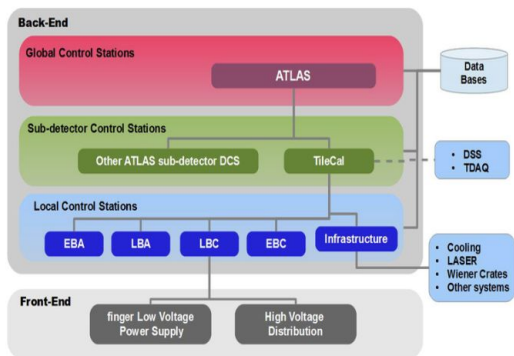 Back-End
Global Control Stations
ATLAS
Data
Bases
Sub-detector Control Stations
Other ATLAS sub-detector DCS
TileCal
• DSS
• TDAQ
Local Control Stations
EBA
LBA
LBC
EBC
Infrastructure
• Cooling
• LASER
• Wiener Crates
• Other systems
Front-End
finger Low Voltage
Power Supply
High Voltage
Distribution